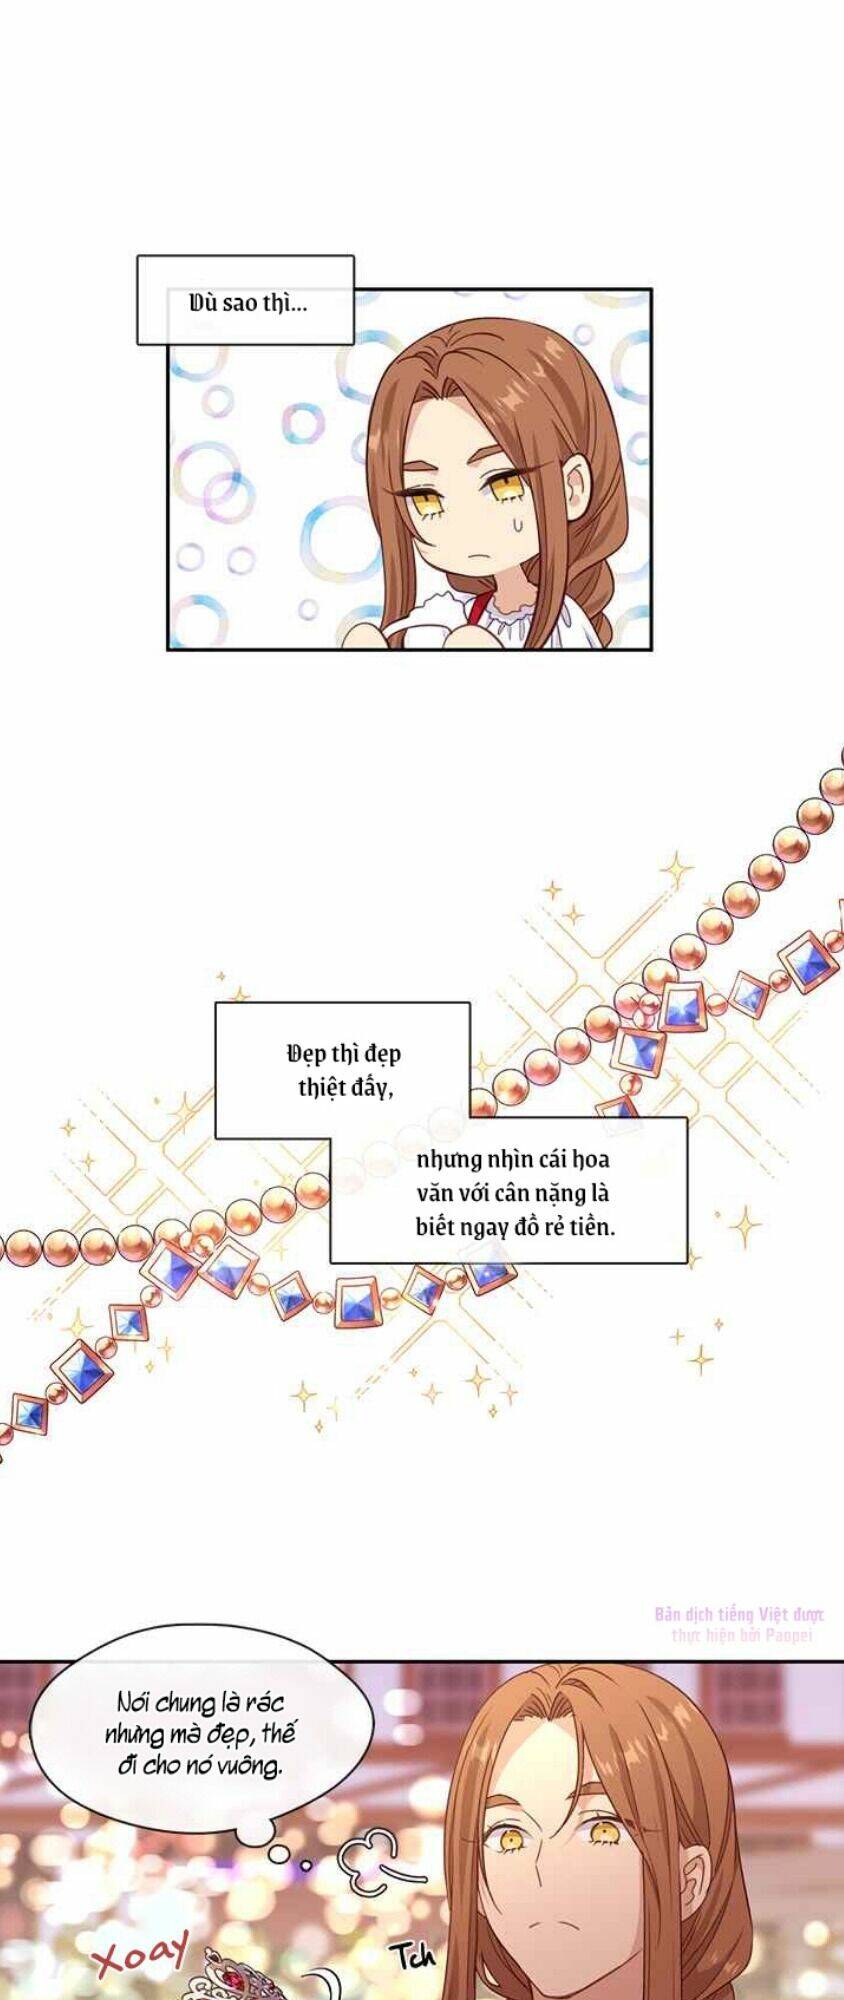 Dù sao thì...
Đẹp thì đẹp
thiệt đấy,
nhưng nhìn cái hoa
văn với cân nặng là
biết ngay đồ rẻ tiền.
Bản dịch tiếng Việt được
thực hiện bởi Paopei
Nói chung là rác
nhưng mà đẹp, thế
đi cho nó vuông.
Xoay
Tch